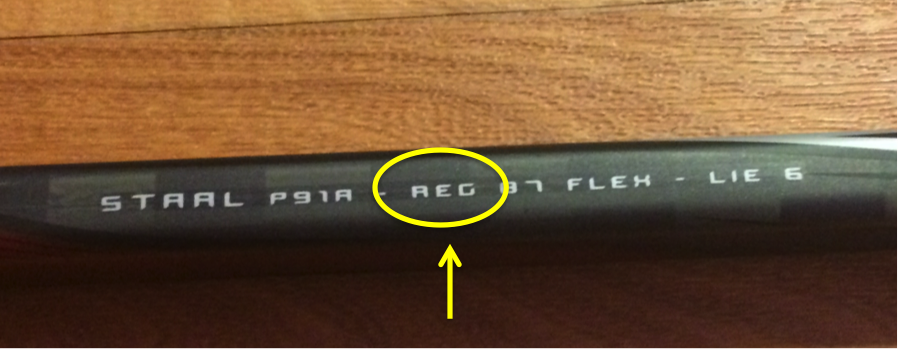 STAAL P91A - REG 87 FLEX - LIE 6